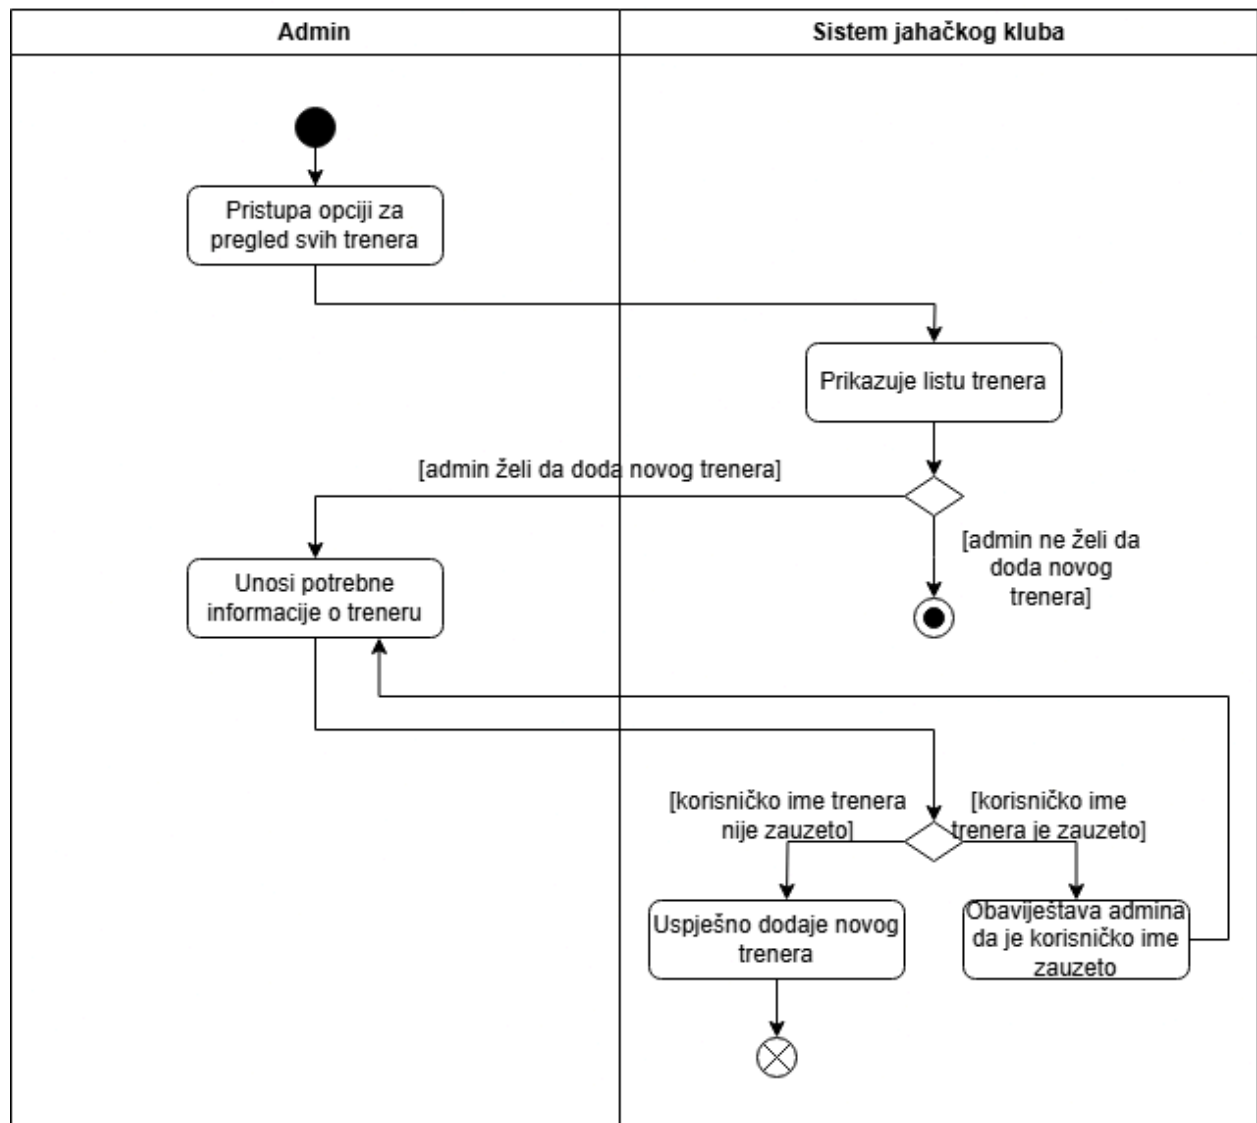 Admin
Sistem jahačkog kluba
Pristupa opciji za
pregled svih trenera
Prikazuje listu trenera
[admin želi da doda novog trenera]
[admin ne želi da
doda novog
trenera]
Unosi potrebne
informacije o treneru
[korisničko ime trenera
nije zauzeto]
[korisničko ime
trenera je zauzeto]
Uspješno dodaje novog
trenera
Obaviještava admina
da je korisničko ime
zauzeto